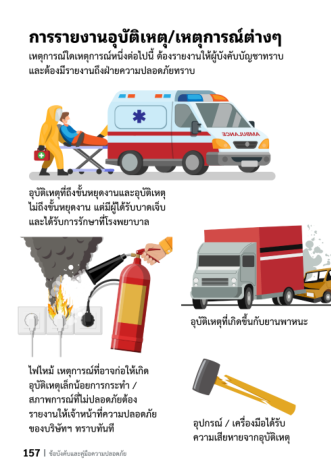 การรายงานอุบัติเหตุ/เหตุการณ์ต่างๆ
เหตุการณ์ใดเหตุการณ์หนึ่งต่อไปนี้ ต้องรายงานให้ผู้บังคับบัญชาทราบ
และต้องมีรายงานถึงฝ่ายความปลอดภัยทราบ
AMBULANCE
อุบัติเหตุที่ถึงขั้นหยุดงานและอุบัติเหตุ
ไม่ถึงขั้นหยุดงาน แต่มีผู้ได้รับบาดเจ็บ
และได้รับการรักษาที่โรงพยาบาล
อุบัติเหตุที่เกิดขึ้นกับยานพาหนะ
ไฟไหม้ เหตุการณ์ที่อาจก่อให้เกิด
อุบัติเหตุเล็กน้อยการกระทำ /
สภาพการณ์ที่ไม่ปลอดภัยต้อง
รายงานให้เจ้าหน้าที่ความปลอดภัย
ของบริษัทฯ ทราบทันที
อุปกรณ์ / เครื่องมือได้รับ
ความเสียหายจากอุบัติเหตุ
157 | ข้อบังคับและคู่มือความปลอดภัย